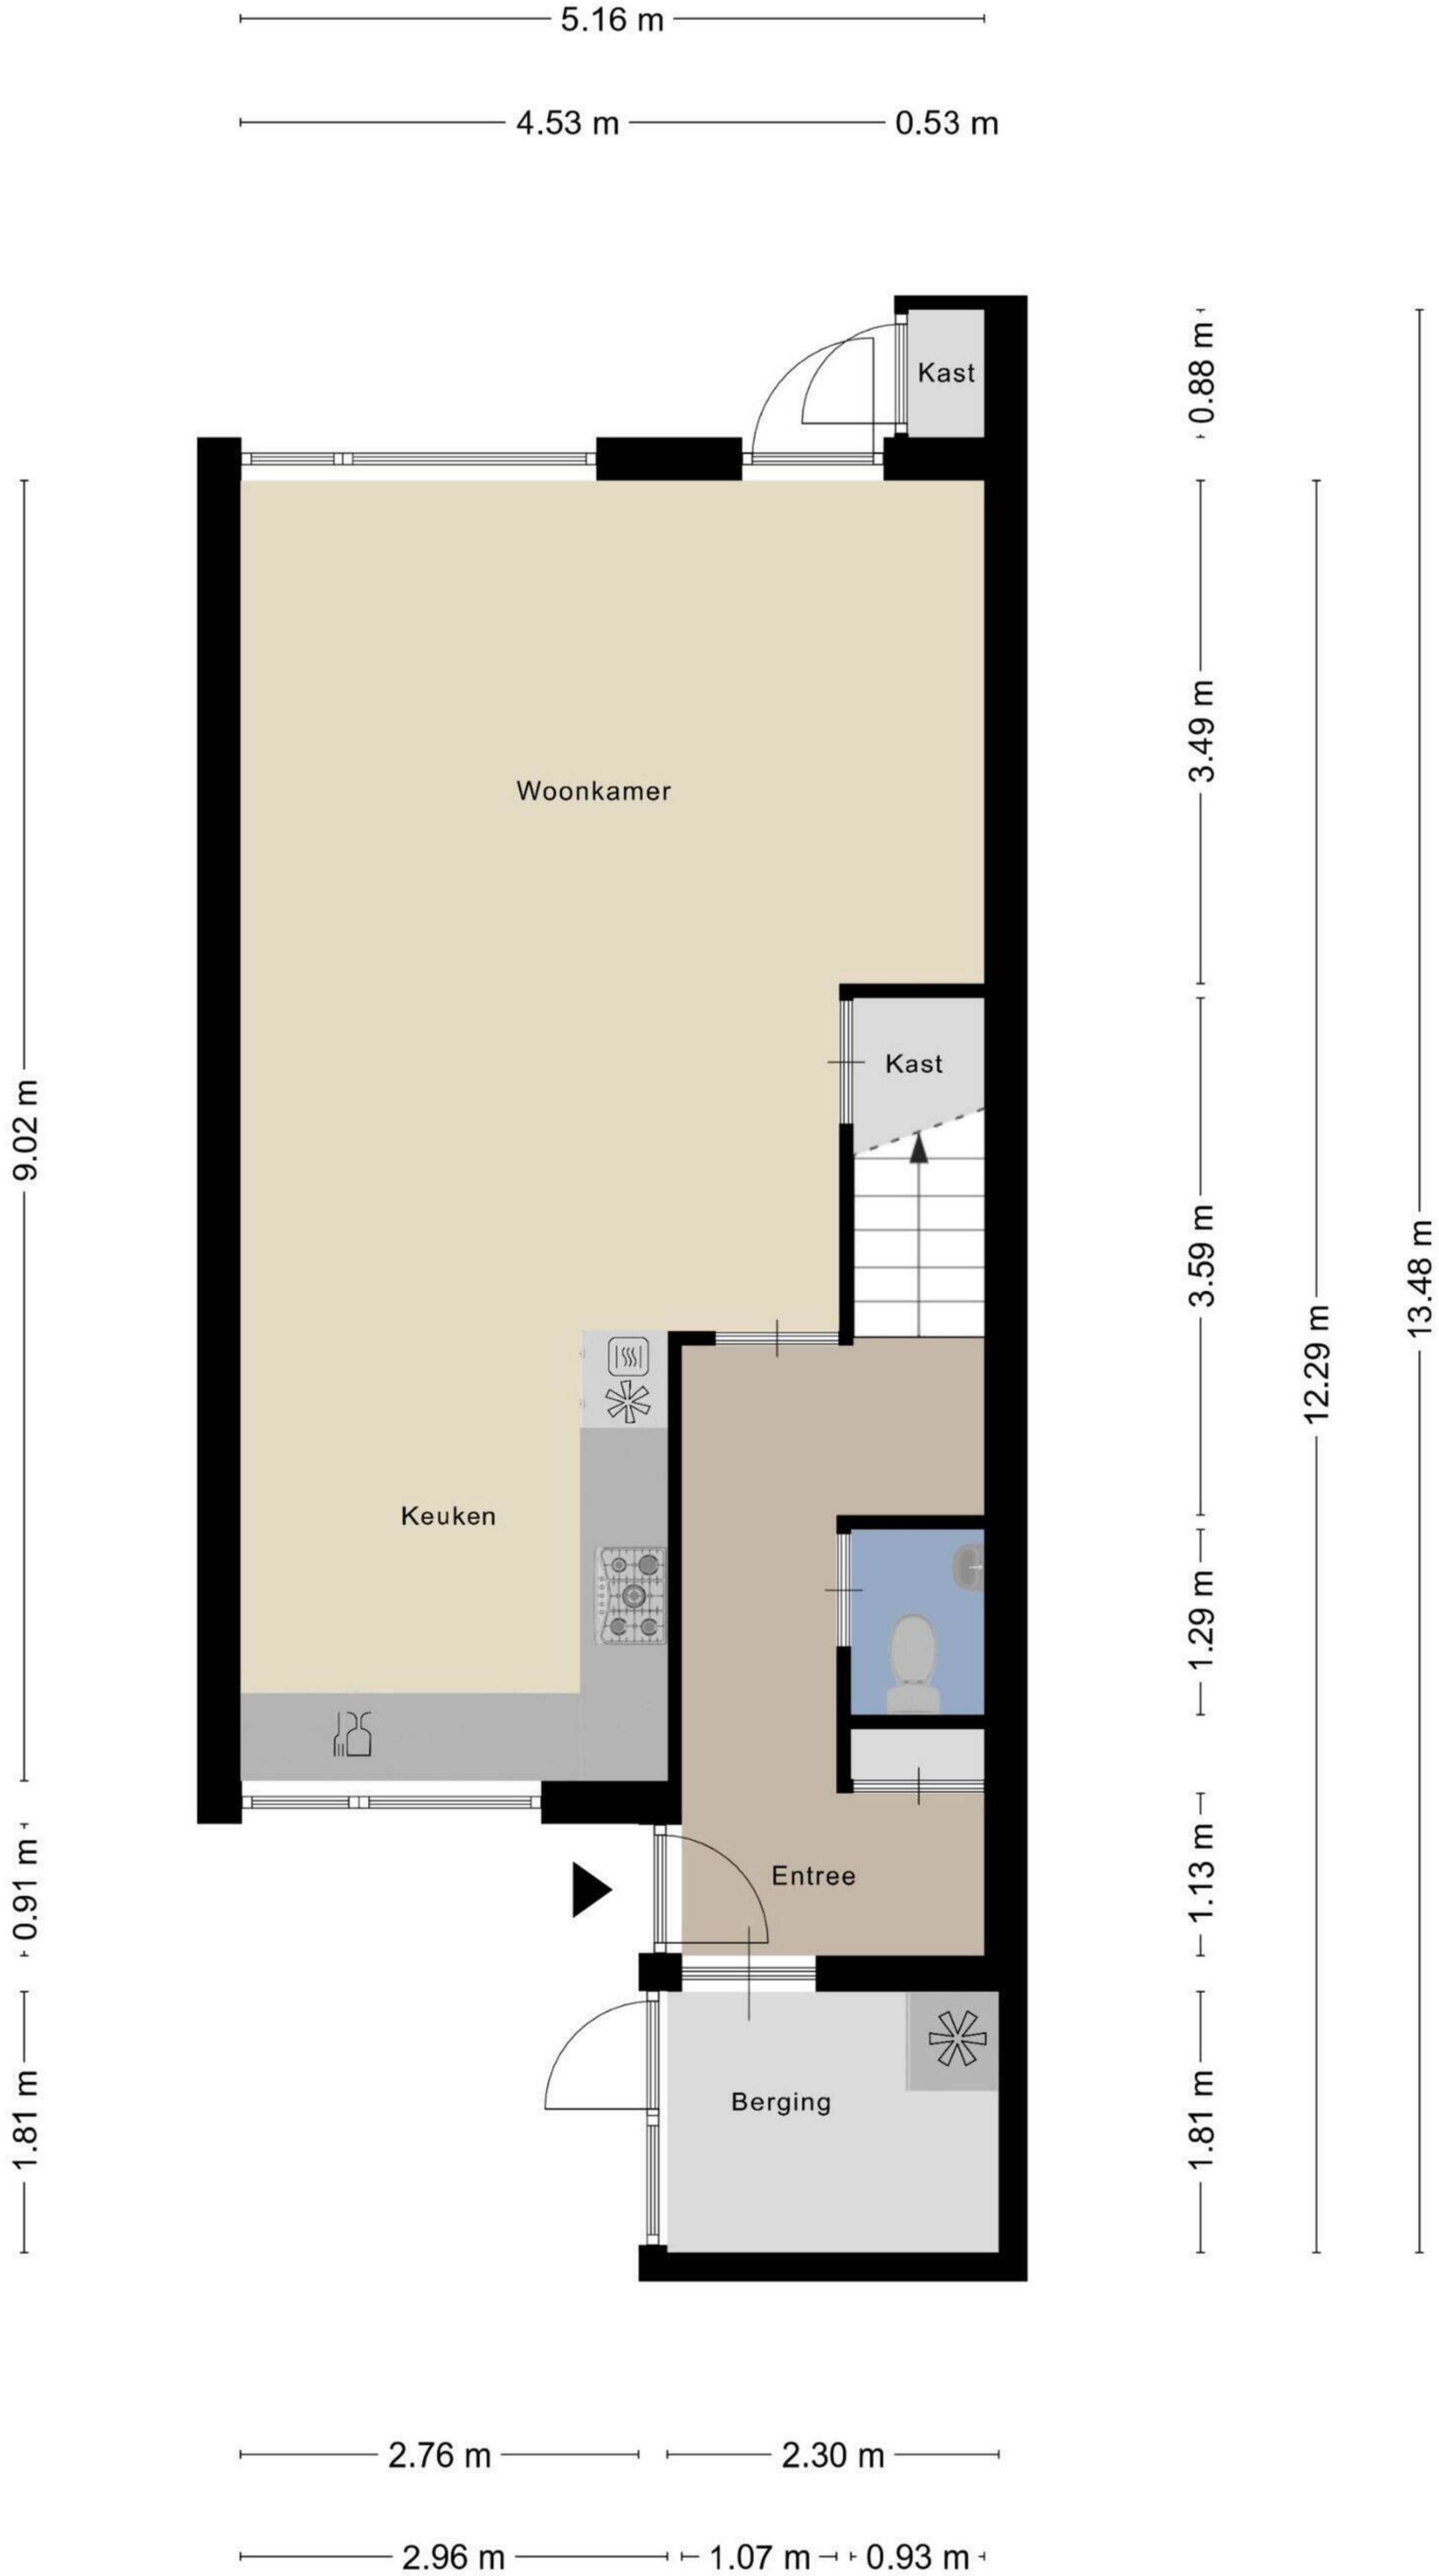 5.16 m
4.53 m
0.53 m
Kast
0.88 m
Woonkamer
3.49 m
Kast
9.02 m
3.59 m
13.48 m
12.29 m
Keuken
1.29 m
Entree
0.91 m
1.13 m
Berging
1.81 m
1.81 m
2.76 m
2.30 m
2.96 m
1.07 m
0.93 m